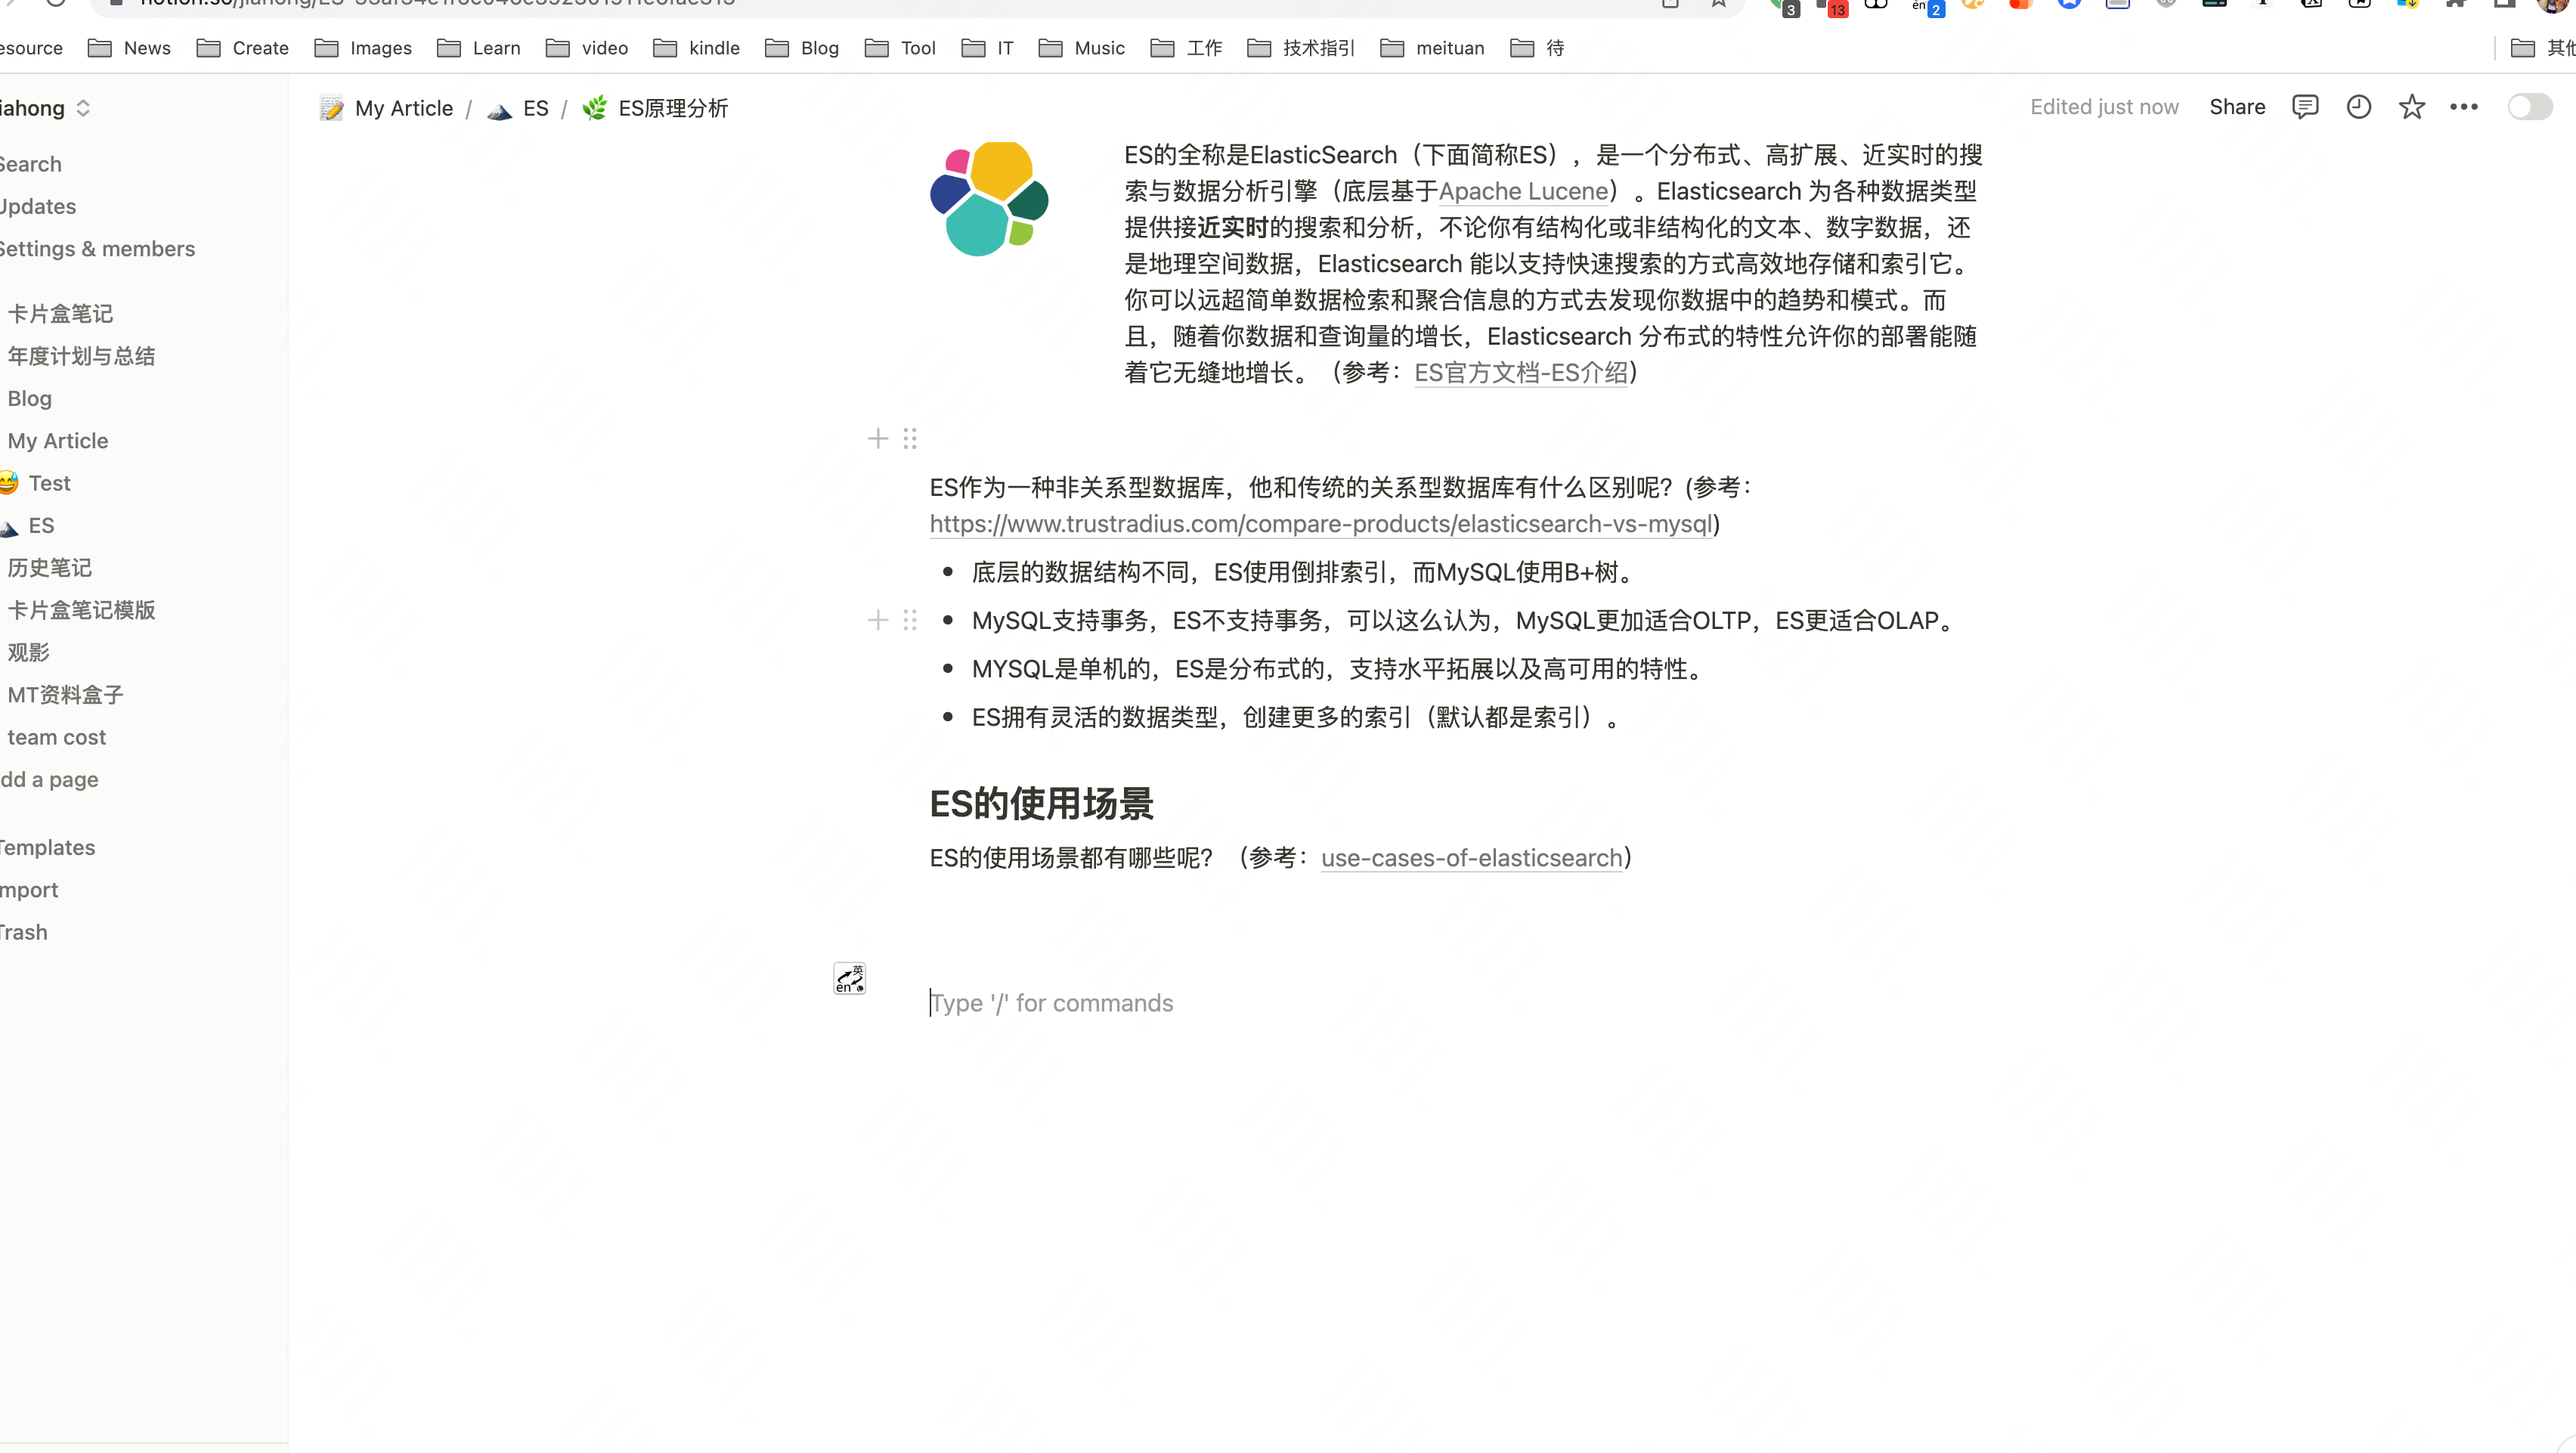 esource News Create Images Learn video kindle Blog Tool IT Music 工作 技术指引 meituan 待 其他
iahong
My Article / ES / ES原理分析
Edited just now Share
3 13 2
Search
Updates
Settings & members
卡片盒笔记
年度计划与总结
Blog
My Article
Test
ES
历史笔记
卡片盒笔记模版
观影
MT资料盒子
team cost
dd a page
Templates
mport
Trash
ES的全称是ElasticSearch（下面简称ES），是一个分布式、高扩展、近实时的搜
索与数据分析引擎（底层基于Apache Lucene）。Elasticsearch 为各种数据类型
提供接近实时的搜索和分析，不论你有结构化或非结构化的文本、数字数据，还
是地理空间数据，Elasticsearch 能以支持快速搜索的方式高效地存储和索引它。
你可以远超简单数据检索和聚合信息的方式去发现你数据中的趋势和模式。而
且，随着你数据和查询量的增长，Elasticsearch 分布式的特性允许你的部署能随
着它无缝地增长。（参考：ES官方文档-ES介绍）
ES作为一种非关系型数据库，他和传统的关系型数据库有什么区别呢？(参考：
https://www.trustradius.com/compare-products/elasticsearch-vs-mysql)
• 底层的数据结构不同，ES使用倒排索引，而MySQL使用B+树。
• MySQL支持事务，ES不支持事务，可以这么认为，MySQL更加适合OLTP，ES更适合OLAP。
• MYSQL是单机的，ES是分布式的，支持水平拓展以及高可用的特性。
• ES拥有灵活的数据类型，创建更多的索引（默认都是索引）。
ES的使用场景
ES的使用场景都有哪些呢？（参考：use-cases-of-elasticsearch）
英
en
Type '/' for commands